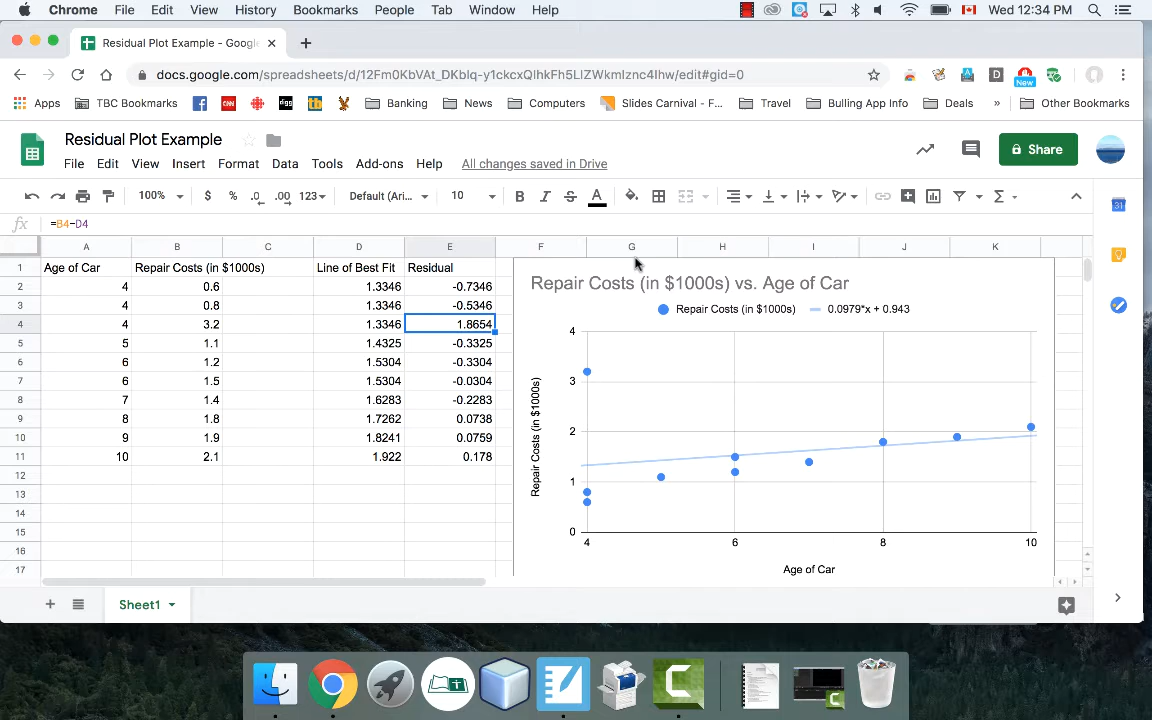 Chrome File Edit View History Bookmarks People Tab Window Help Wed 12:34 PM
Residual Plot Example - Google
docs.google.com/spreadsheets/d/12Fm0KbVAt_DKblq-y1ckcxQlhkFh5LlZWkmlznc4lhw/edit#gid=0
New
Apps TBC Bookmarks CNN digg tb Banking News Computers Slides Carnival - F... Travel Bulling App Info Deals » Other Bookmarks
Residual Plot Example
File Edit View Insert Format Data Tools Add-ons Help All changes saved in Drive
Share
100% $ % .0 .00 123 Default (Ari... 10 B I S A Σ
fx =B4-D4
31
A B C D E F G H I J K
1 Age of Car Repair Costs (in $1000s) Line of Best Fit Residual
2 4 0.6 1.3346 -0.7346
3 4 0.8 1.3346 -0.5346
4 4 3.2 1.3346 1.8654
5 5 1.1 1.4325 -0.3325
6 6 1.2 1.5304 -0.3304
7 6 1.5 1.5304 -0.0304
8 7 1.4 1.6283 -0.2283
9 8 1.8 1.7262 0.0738
10 9 1.9 1.8241 0.0759
11 10 2.1 1.922 0.178
12
13
14
15
16
17
Repair Costs (in $1000s) vs. Age of Car
Repair Costs (in $1000s) 0.0979*x + 0.943
4
3
2
1
0
Repair Costs (in $1000s)
4 6 8 10
Age of Car
Sheet1